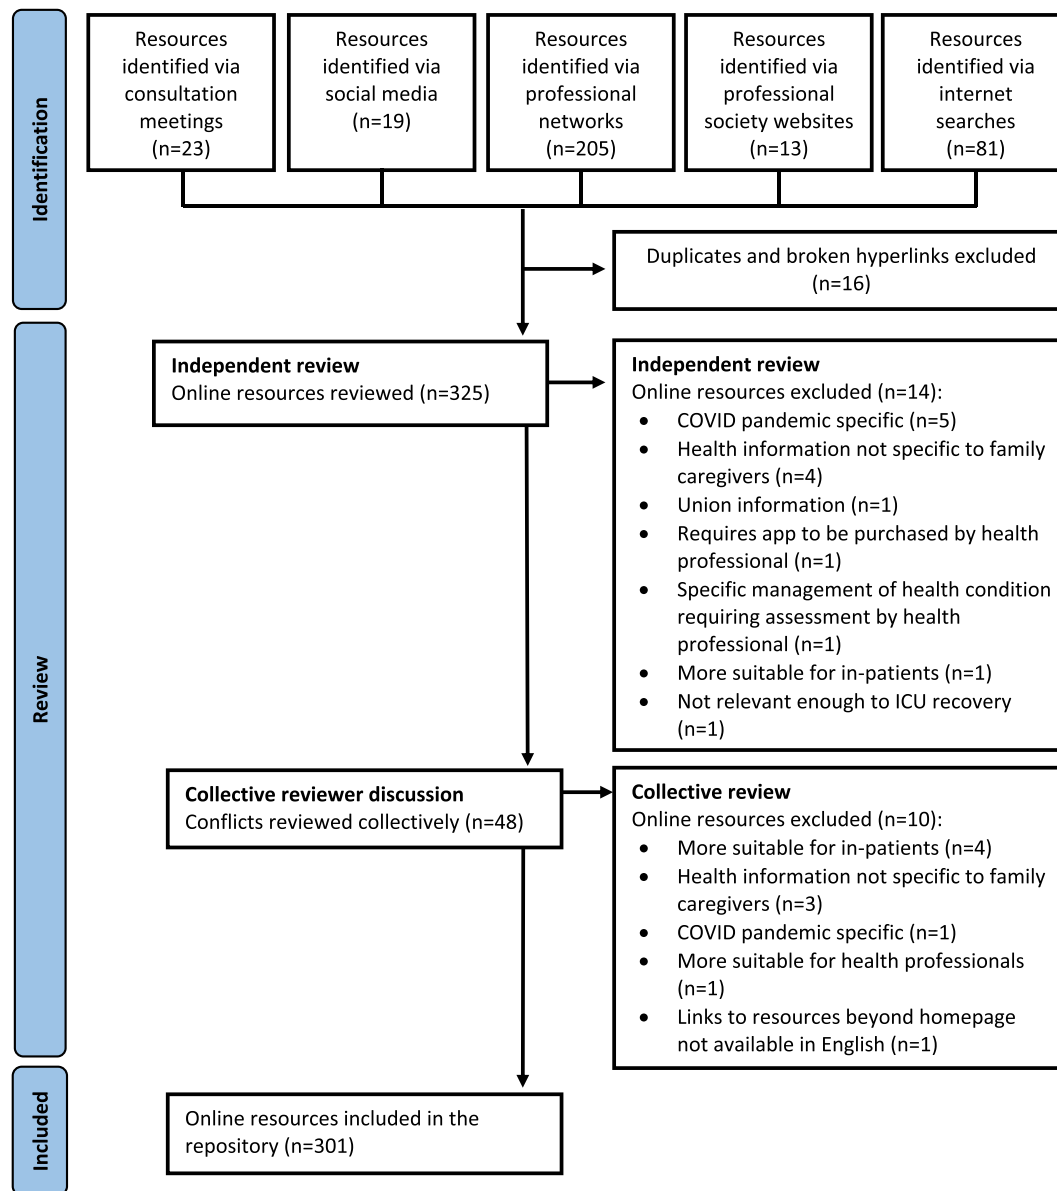 Identification
Resources
identified via
consultation
meetings
(n=23)
Resources
identified via
social media
(n=19)
Resources
identified via
professional
networks
(n=205)
Resources
identified via
professional
society websites
(n=13)
Resources
identified via
internet
searches
(n=81)
Duplicates and broken hyperlinks excluded
(n=16)
Review
Independent review
Online resources reviewed (n=325)
Independent review
Online resources excluded (n=14):
• COVID pandemic specific (n=5)
• Health information not specific to family
caregivers (n=4)
• Union information (n=1)
• Requires app to be purchased by health
professional (n=1)
• Specific management of health condition
requiring assessment by health
professional (n=1)
• More suitable for in-patients (n=1)
• Not relevant enough to ICU recovery
(n=1)
Collective reviewer discussion
Conflicts reviewed collectively (n=48)
Collective review
Online resources excluded (n=10):
• More suitable for in-patients (n=4)
• Health information not specific to family
caregivers (n=3)
• COVID pandemic specific (n=1)
• More suitable for health professionals
(n=1)
• Links to resources beyond homepage
not available in English (n=1)
Included
Online resources included in the
repository (n=301)